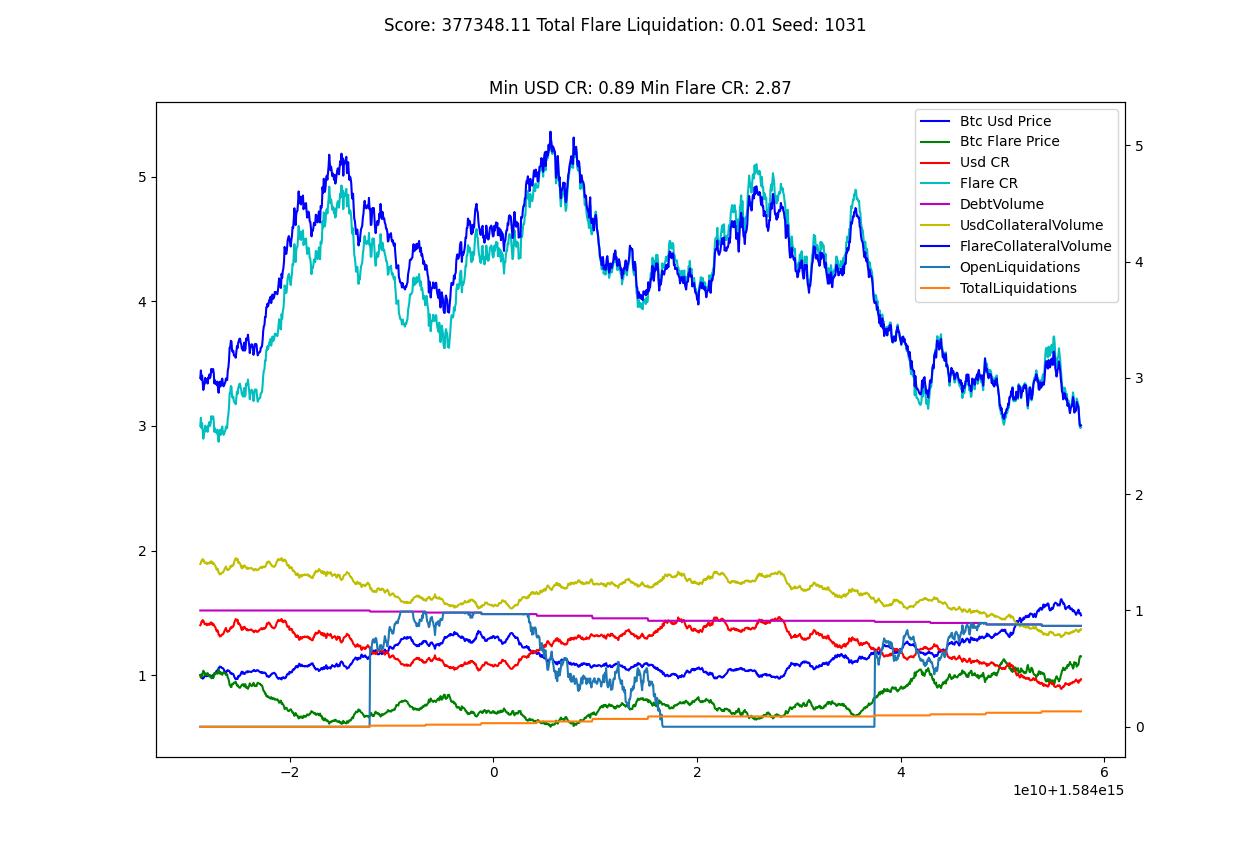 Score: 377348.11 Total Flare Liquidation: 0.01 Seed: 1031
Min USD CR: 0.89 Min Flare CR: 2.87
Btc Usd Price
Btc Flare Price
Usd CR
Flare CR
DebtVolume
UsdCollateralVolume
FlareCollateralVolume
OpenLiquidations
TotalLiquidations
5
4
3
2
1
5
4
3
2
1
0
−2
0
2
4
6
1e10+1.584e15